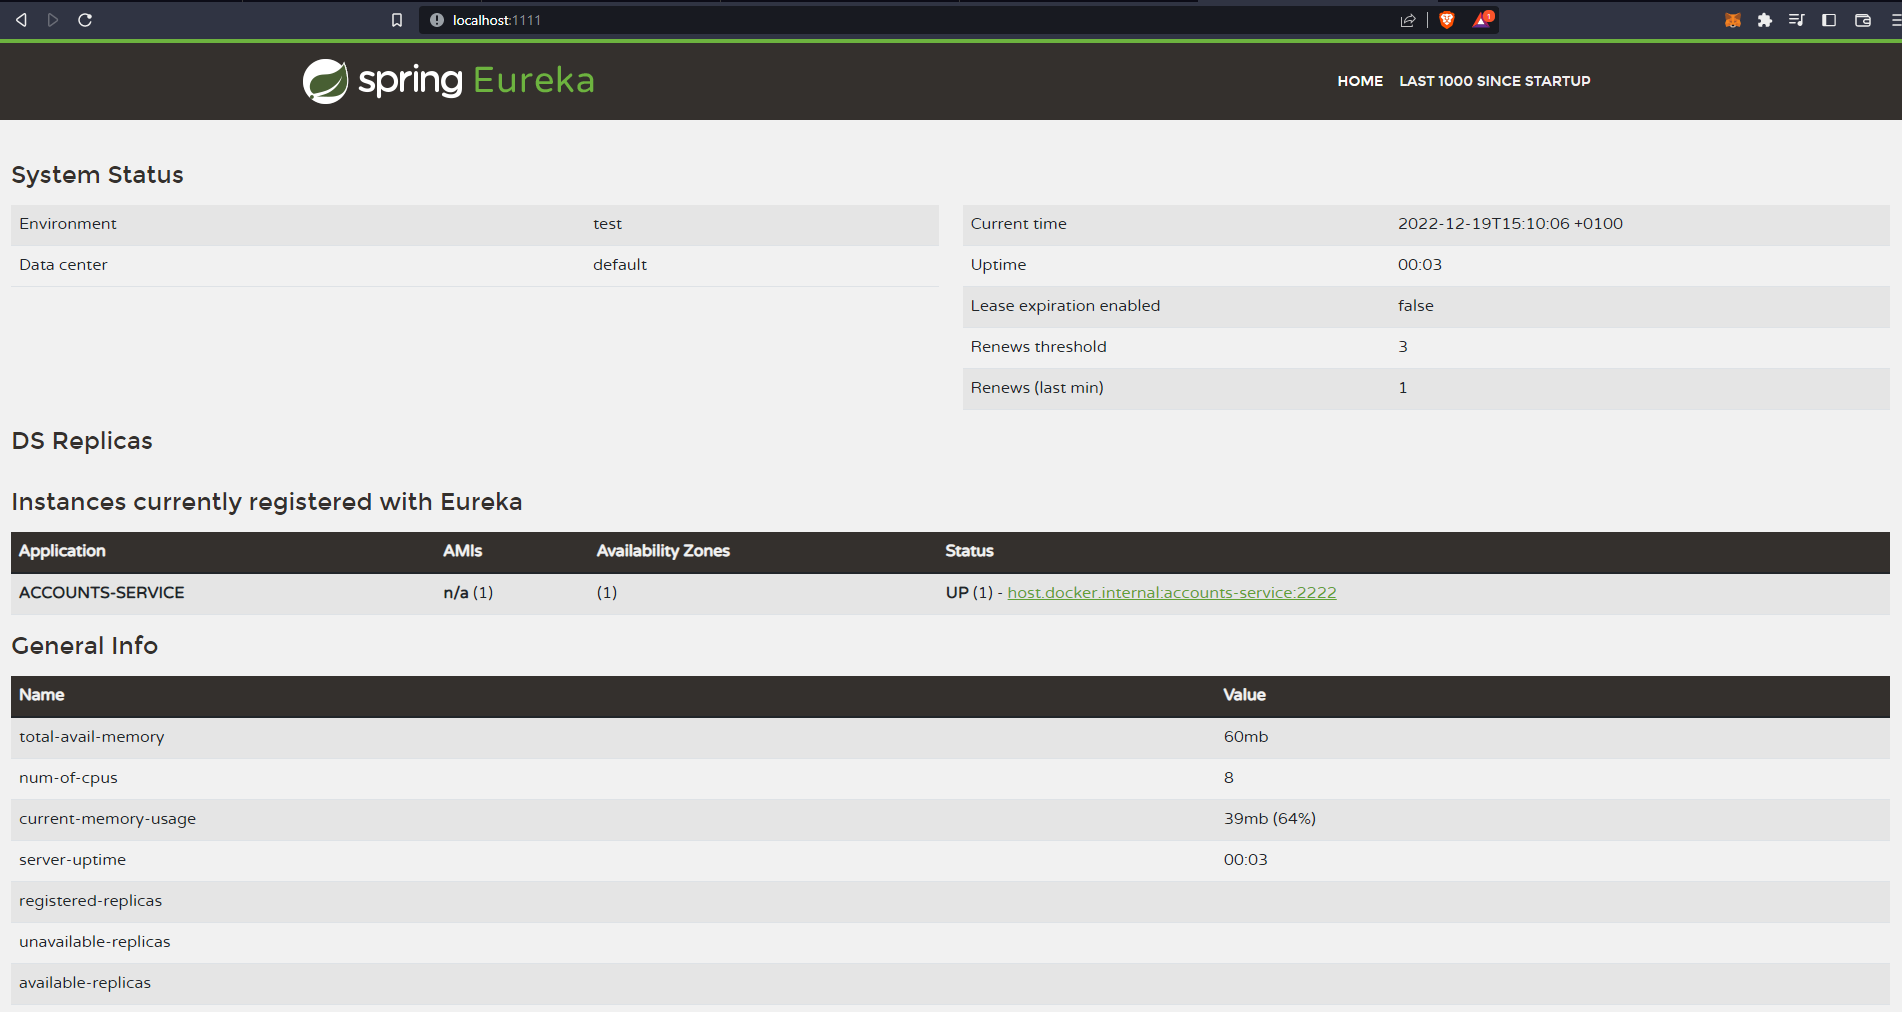 localhost:1111
1
spring Eureka
HOME LAST 1000 SINCE STARTUP
System Status
Environment test
Data center default
Current time 2022-12-19T15:10:06 +0100
Uptime 00:03
Lease expiration enabled false
Renews threshold 3
Renews (last min) 1
DS Replicas
Instances currently registered with Eureka
Application AMIs Availability Zones Status
ACCOUNTS-SERVICE n/a (1) (1) UP (1) - host.docker.internal:accounts-service:2222
General Info
Name Value
total-avail-memory 60mb
num-of-cpus 8
current-memory-usage 39mb (64%)
server-uptime 00:03
registered-replicas
unavailable-replicas
available-replicas